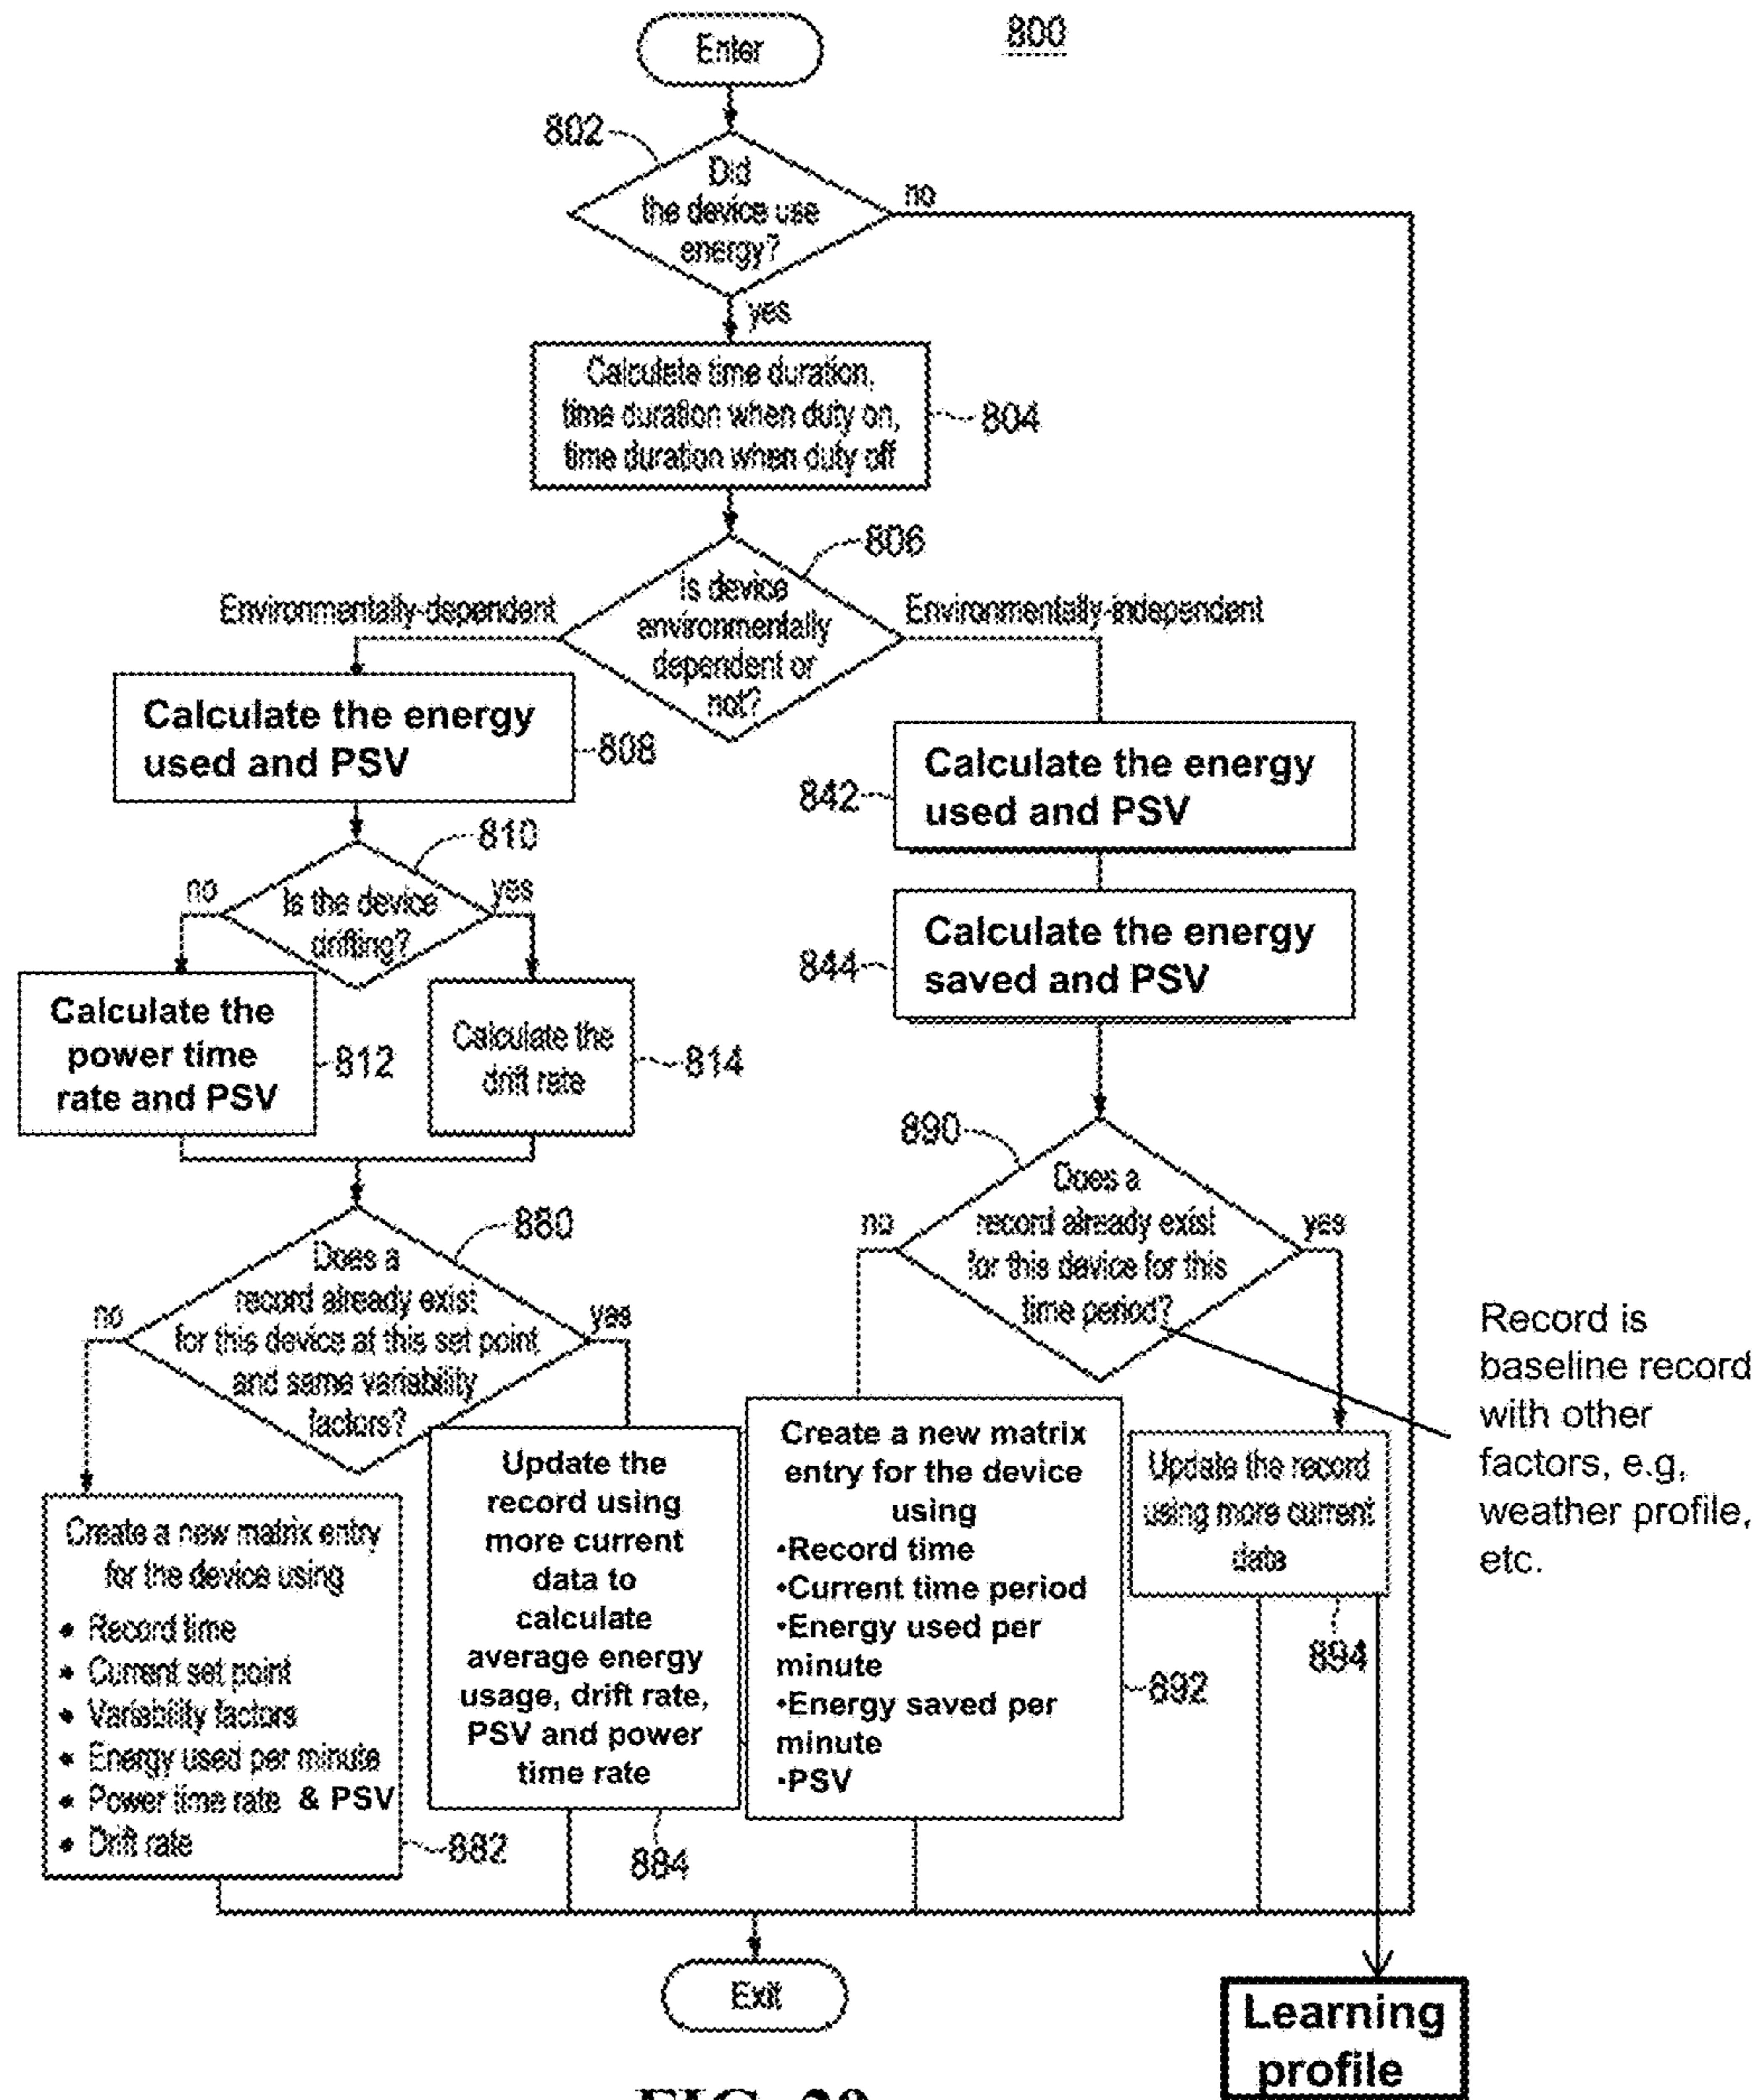 800
Enter
802
Did
the device use
energy?
no
yes
Calculate time duration,
time duration when duty on,
time duration when duty off
804
806
Is device
environmentally
dependent or
not?
Environmentally-dependent
Environmentally-independent
Calculate the energy
used and PSV
808
842
Calculate the energy
used and PSV
810
Is the device
drifting?
no
yes
844
Calculate the energy
saved and PSV
Calculate the
power time
rate and PSV
812
Calculate the
drift rate
814
890
Does a
record already exist
for this device for this
time period?
no
yes
880
Does a
record already exist
for this device at this set point
and same variability
factors?
no
yes
Record is
baseline record
with other
factors, e.g,
weather profile,
etc.
Create a new matrix entry
for the device using
• Record time
• Current set point
• Variability factors
• Energy used per minute
• Power time rate & PSV
• Drift rate
882
Update the
record using
more current
data to
calculate
average energy
usage, drift rate,
PSV and power
time rate
884
Create a new matrix
entry for the device
using
•Record time
•Current time period
•Energy used per
minute
•Energy saved per
minute
•PSV
892
Update the record
using more current
data
894
Exit
Learning
profile